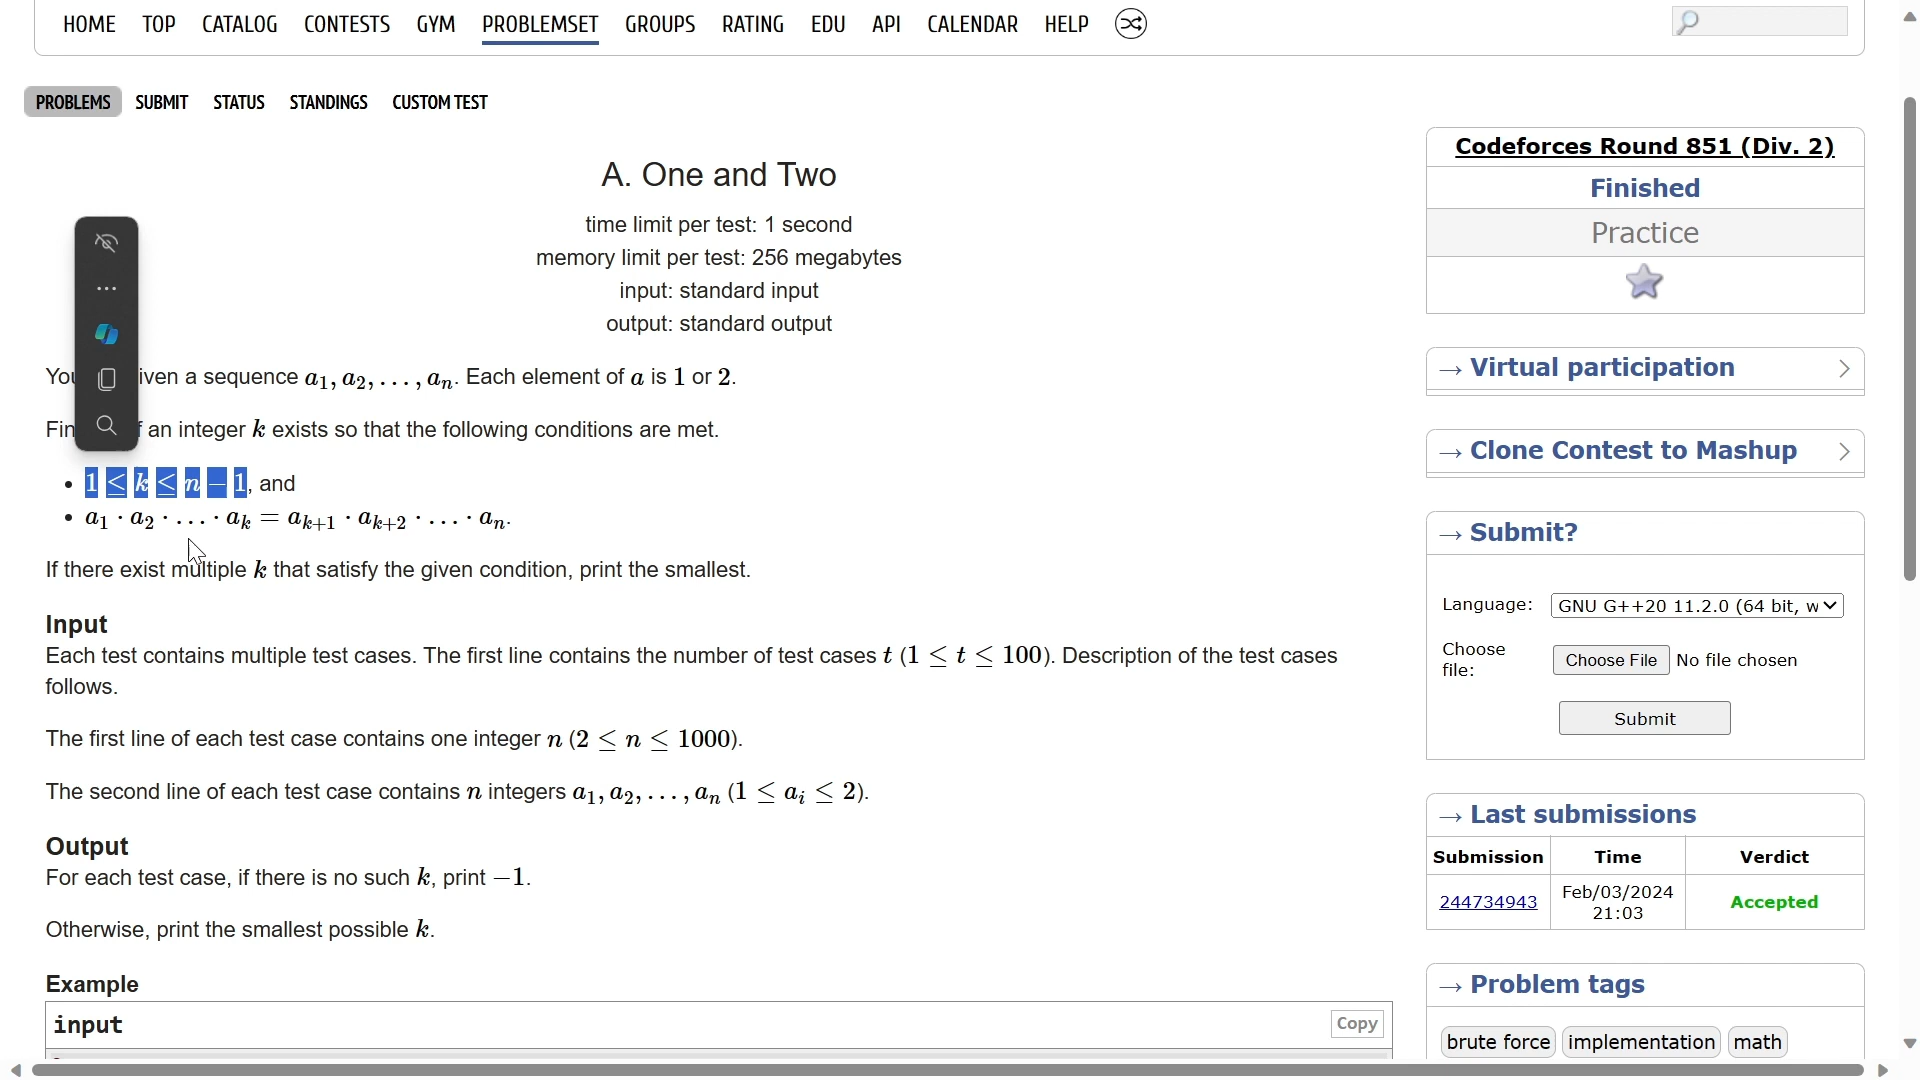 HOME TOP CATALOG CONTESTS GYM PROBLEMSET GROUPS RATING EDU API CALENDAR HELP
PROBLEMS SUBMIT STATUS STANDINGS CUSTOM TEST
A. One and Two
time limit per test: 1 second
memory limit per test: 256 megabytes
input: standard input
output: standard output
You iven a sequence a₁, a₂, . . . , aₙ. Each element of a is 1 or 2.
Fin f an integer k exists so that the following conditions are met.
• 1 ≤ k ≤ n − 1, and
• a₁ · a₂ · . . . · aₖ = aₖ₊₁ · aₖ₊₂ · . . . · aₙ.
If there exist multiple k that satisfy the given condition, print the smallest.
Input
Each test contains multiple test cases. The first line contains the number of test cases t (1 ≤ t ≤ 100). Description of the test cases
follows.
The first line of each test case contains one integer n (2 ≤ n ≤ 1000).
The second line of each test case contains n integers a₁, a₂, . . . , aₙ (1 ≤ aᵢ ≤ 2).
Output
For each test case, if there is no such k, print −1.
Otherwise, print the smallest possible k.
Example
input
Copy
Codeforces Round 851 (Div. 2)
Finished
Practice
→ Virtual participation
→ Clone Contest to Mashup
→ Submit?
Language: GNU G++20 11.2.0 (64 bit, w
Choose
file: Choose File No file chosen
Submit
→ Last submissions
Submission Time Verdict
244734943 Feb/03/2024
21:03 Accepted
→ Problem tags
brute force implementation math